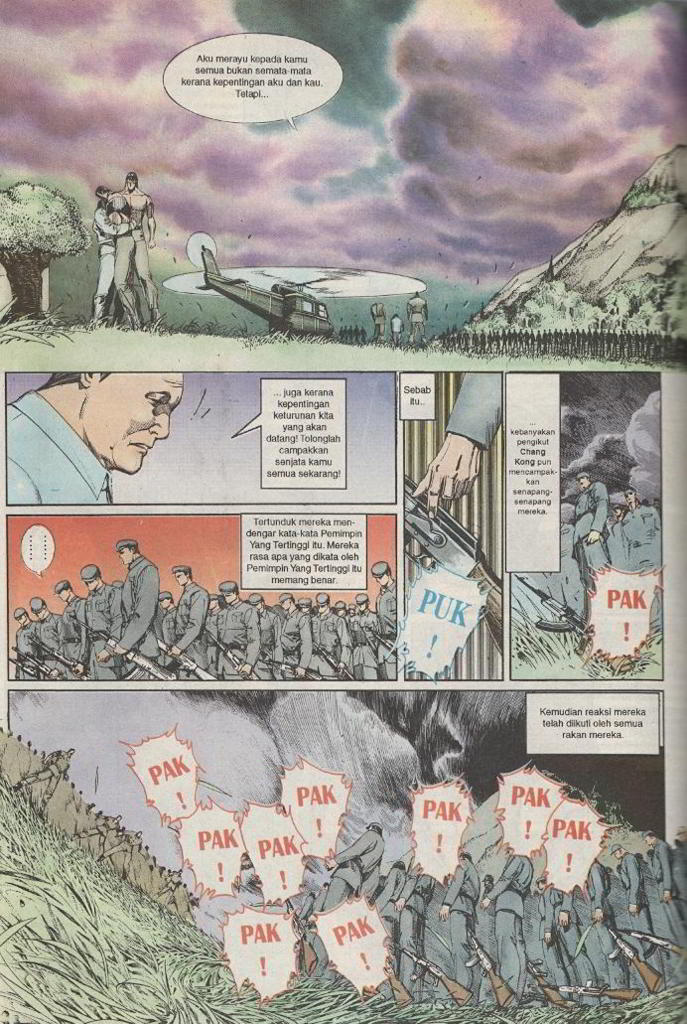 Aku merayu kepada kamu
semua bukan semata-mata
kerana kepentingan aku dan kau.
Tetapi...
... juga kerana
kepentingan
keturunan kita
yang akan
datang! Tolonglah
campakkan
senjata kamu
semua sekarang!
Sebab
itu..
...
kebanyakan
pengikut
Chang
Kong pun
mencampak-
kan
senapang-
senapang
mereka.
......
Tertunduk mereka men-
dengar kata-kata Pemimpin
Yang Tertinggi itu. Mereka
rasa apa yang dikata oleh
Pemimpin Yang Tertinggi itu
memang benar.
PUK
!
PAK
!
Kemudian reaksi mereka
telah diikuti oleh semua
rakan mereka.
PAK
!
PAK
!
PAK
!
PAK
!
PAK
!
PAK
!
PAK
!
PAK
!
PAK
!